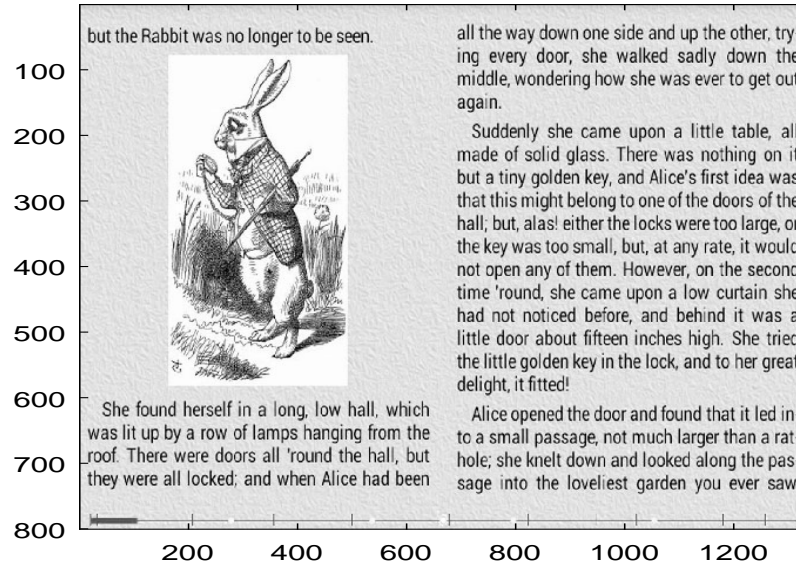 but the Rabbit was no longer to be seen.
She found herself in a long, low hall, which
was lit up by a row of lamps hanging from the
roof. There were doors all 'round the hall, but
they were all locked; and when Alice had been
all the way down one side and up the other, try-
ing every door, she walked sadly down the
middle, wondering how she was ever to get out
again.
Suddenly she came upon a little table, all
made of solid glass. There was nothing on it
but a tiny golden key, and Alice's first idea was
that this might belong to one of the doors of the
hall; but, alas! either the locks were too large, or
the key was too small, but, at any rate, it would
not open any of them. However, on the second
time 'round, she came upon a low curtain she
had not noticed before, and behind it was a
little door about fifteen inches high. She tried
the little golden key in the lock, and to her great
delight, it fitted!
Alice opened the door and found that it led in-
to a small passage, not much larger than a rat-
hole; she knelt down and looked along the pas-
sage into the loveliest garden you ever saw
100
200
300
400
500
600
700
800
200 400 600 800 1000 1200